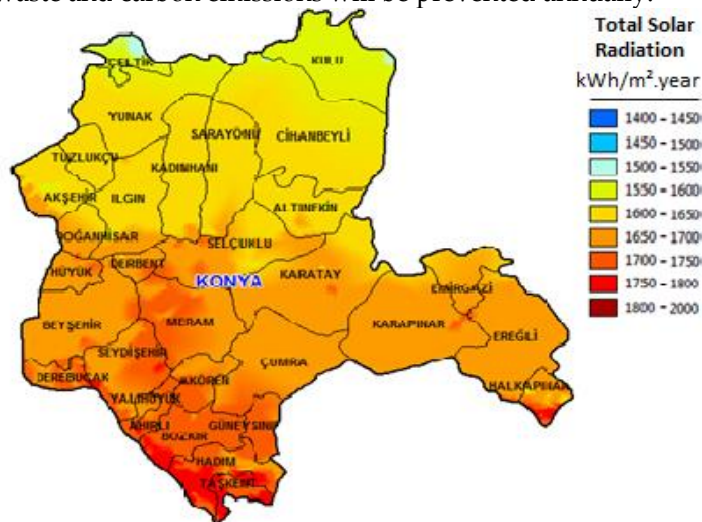 waste and carbon emissions will be prevented annually.
Total Solar
Radiation
kWh/m².year
1400 - 1450
1450 - 1500
1500 - 1550
1550 - 1600
1600 - 1650
1650 - 1700
1700 - 1750
1750 - 1800
1800 - 2000
ÇELTİK
KULU
YUNAK
SARAYÖNÜ
CİHANBEYLİ
TUZLUKÇU
KADINHANI
AKŞEHİR
ILGIN
ALTINEKİN
DOĞANHİSAR
SELÇUKLU
HÜYÜK
DERBENT
KONYA
KARATAY
EMİRGAZİ
BEYŞEHİR
MERAM
KARAPINAR
EREĞLİ
SEYDİŞEHİR
ÇUMRA
DEREBUCAK
AKÖREN
HALKAPINAR
YALIHÜYÜK
AHIRLI
BOZKIR
GÜNEYSINIR
HADIM
TAŞKENT